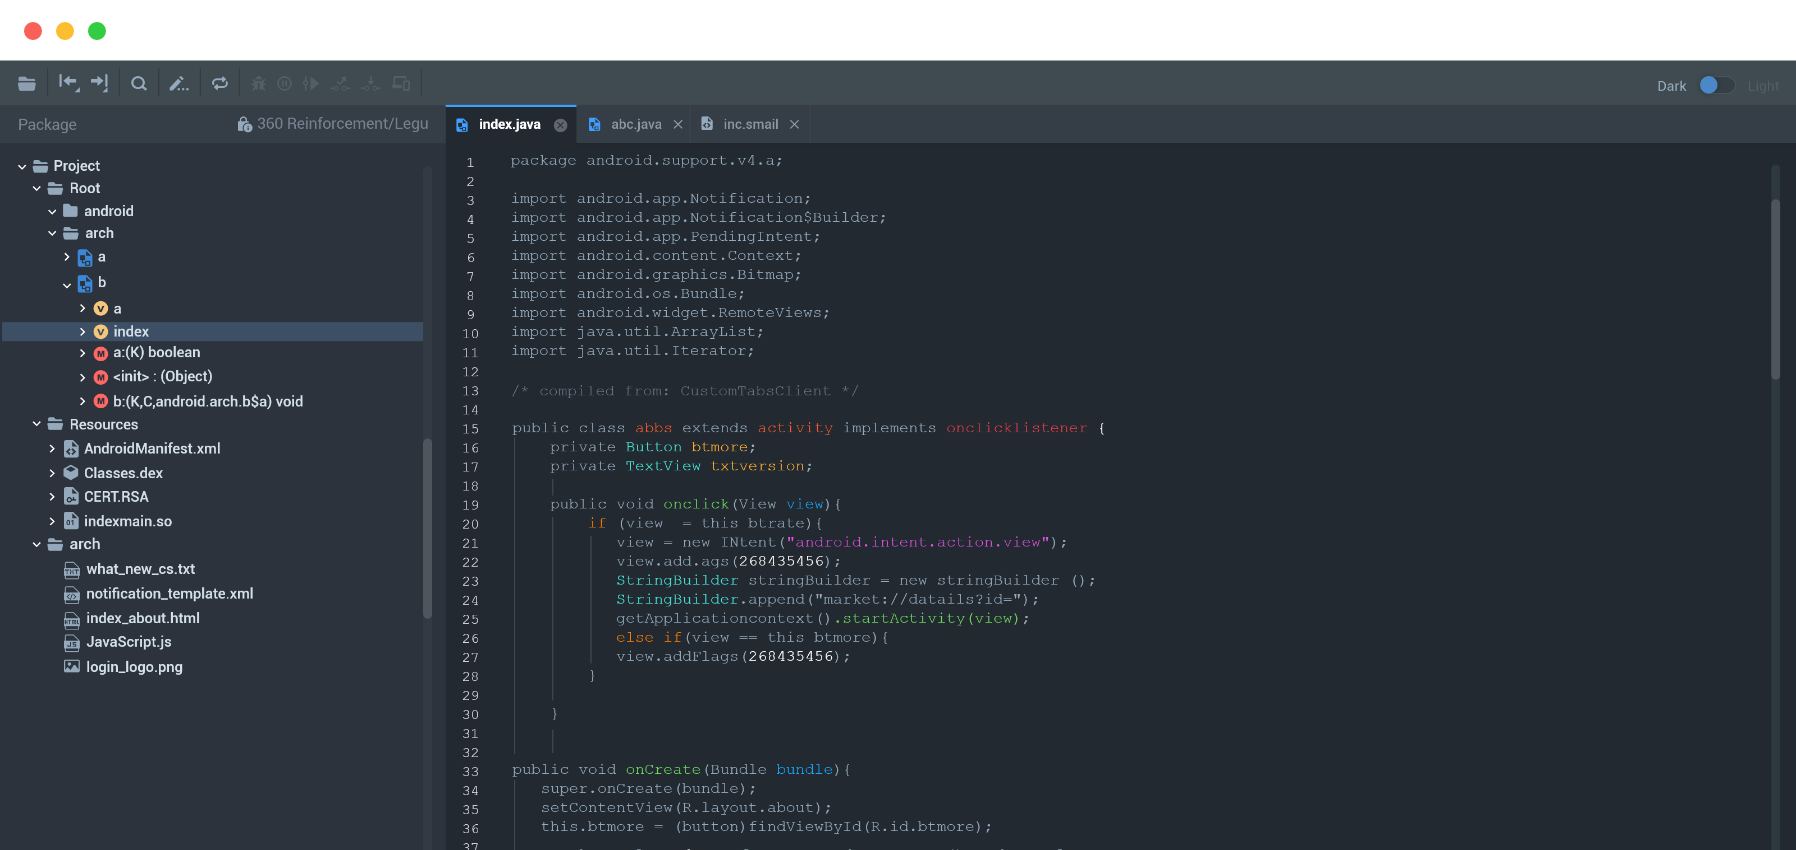 Dark
Light
Package
360 Reinforcement/Legu
index.java
abc.java
inc.smail
Project
Root
android
arch
a
b
V a
V index
M a:(K) boolean
M <init> : (Object)
M b:(K,C,android.arch.b$a) void
Resources
AndroidManifest.xml
Classes.dex
CERT.RSA
indexmain.so
arch
what_new_cs.txt
notification_template.xml
index_about.html
JavaScript.js
login_logo.png
1 package android.support.v4.a;
2
3 import android.app.Notification;
4 import android.app.Notification$Builder;
5 import android.app.PendingIntent;
6 import android.content.Context;
7 import android.graphics.Bitmap;
8 import android.os.Bundle;
9 import android.widget.RemoteViews;
10 import java.util.ArrayList;
11 import java.util.Iterator;
12
13 /* compiled from: CustomTabsClient */
14
15 public class abbs extends activity implements onclicklistener {
16 private Button btmore;
17 private TextView txtversion;
18
19 public void onclick(View view){
20 if (view = this btrate){
21 view = new INtent("android.intent.action.view");
22 view.add.ags(268435456);
23 StringBuilder stringBuilder = new stringBuilder ();
24 StringBuilder.append("market://datails?id=");
25 getApplicationcontext().startActivity(view);
26 else if(view == this btmore){
27 view.addFlags(268435456);
28 }
29
30 }
31
32
33 public void onCreate(Bundle bundle){
34 super.onCreate(bundle);
35 setContentView(R.layout.about);
36 this.btmore = (button)findViewById(R.id.btmore);
37